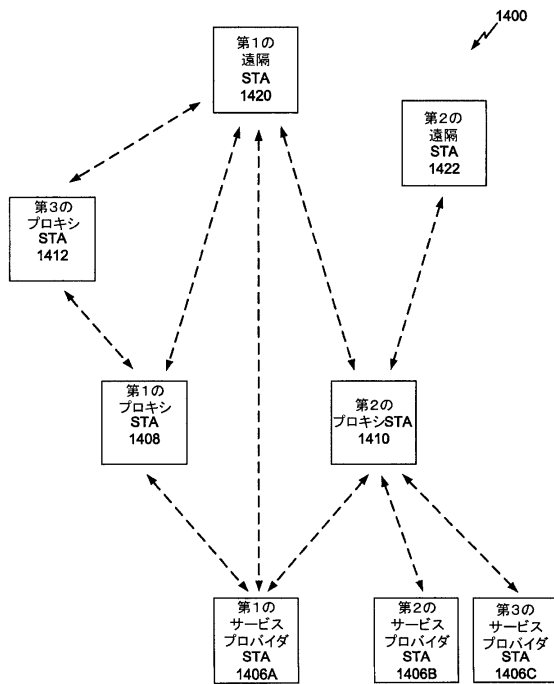 1400
第1の
遠隔
STA
1420
第2の
遠隔
STA
1422
第3の
プロキシ
STA
1412
第1の
プロキシ
STA
1408
第2の
プロキシSTA
1410
第1の
サービス
プロバイダ
STA
1406A
第2の
サービス
プロバイダ
STA
1406B
第3の
サービス
プロバイダ
STA
1406C